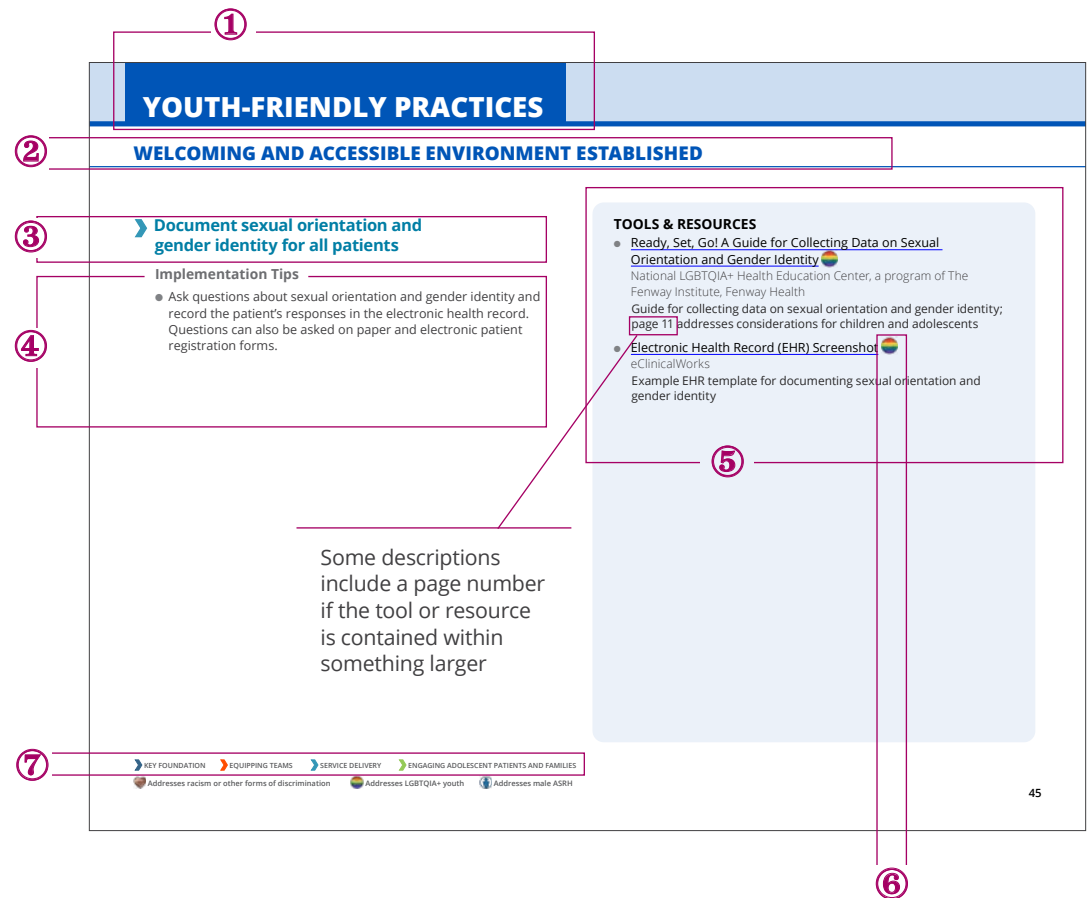 ①
YOUTH-FRIENDLY PRACTICES
②
WELCOMING AND ACCESSIBLE ENVIRONMENT ESTABLISHED
③
Document sexual orientation and
gender identity for all patients
④
Implementation Tips
● Ask questions about sexual orientation and gender identity and
record the patient’s responses in the electronic health record.
Questions can also be asked on paper and electronic patient
registration forms.
TOOLS & RESOURCES
● Ready, Set, Go! A Guide for Collecting Data on Sexual
Orientation and Gender Identity
National LGBTQIA+ Health Education Center, a program of The
Fenway Institute, Fenway Health
Guide for collecting data on sexual orientation and gender identity;
page 11 addresses considerations for children and adolescents
● Electronic Health Record (EHR) Screenshot
eClinicalWorks
Example EHR template for documenting sexual orientation and
gender identity
⑤
Some descriptions
include a page number
if the tool or resource
is contained within
something larger
⑦
KEY FOUNDATION EQUIPPING TEAMS SERVICE DELIVERY ENGAGING ADOLESCENT PATIENTS AND FAMILIES
Addresses racism or other forms of discrimination Addresses LGBTQIA+ youth Addresses male ASRH
45
⑥